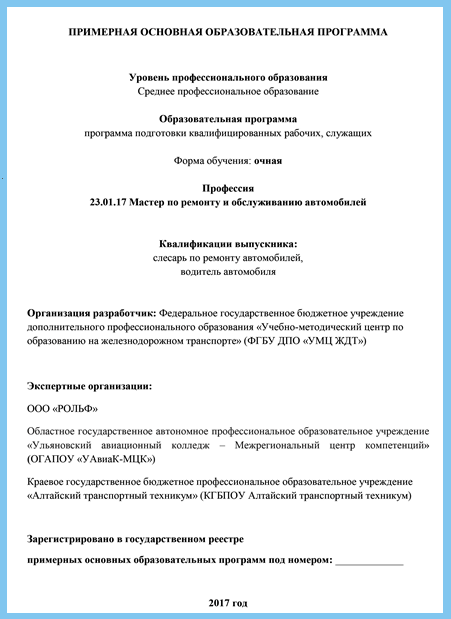 ПРИМЕРНАЯ ОСНОВНАЯ ОБРАЗОВАТЕЛЬНАЯ ПРОГРАММА
Уровень профессионального образования
Среднее профессиональное образование
Образовательная программа
программа подготовки квалифицированных рабочих, служащих
Форма обучения: очная
Профессия
23.01.17 Мастер по ремонту и обслуживанию автомобилей
Квалификации выпускника:
слесарь по ремонту автомобилей,
водитель автомобиля
Организация разработчик: Федеральное государственное бюджетное учреждение
дополнительного профессионального образования «Учебно-методический центр по
образованию на железнодорожном транспорте» (ФГБУ ДПО «УМЦ ЖДТ»)
Экспертные организации:
ООО «РОЛЬФ»
Областное государственное автономное профессиональное образовательное учреждение
«Ульяновский авиационный колледж – Межрегиональный центр компетенций»
(ОГАПОУ «УАвиаК-МЦК»)
Краевое государственное бюджетное профессиональное образовательное учреждение
«Алтайский транспортный техникум» (КГБПОУ Алтайский транспортный техникум)
Зарегистрировано в государственном реестре
примерных основных образовательных программ под номером: ______________
2017 год